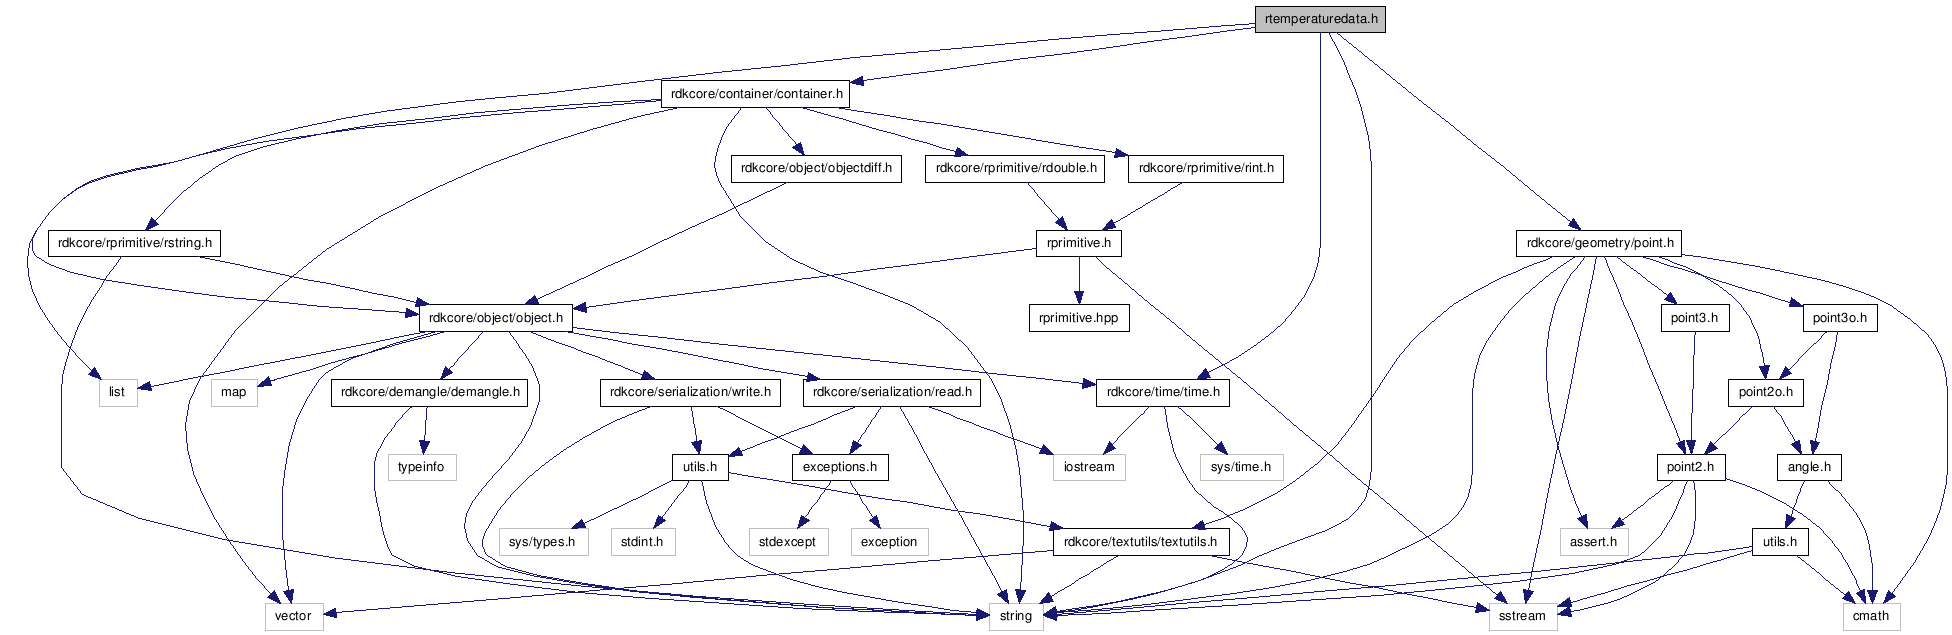 rtemperaturedata.h
rdkcore/container/container.h
rdkcore/object/objectdiff.h
rdkcore/rprimitive/rdouble.h
rdkcore/rprimitive/rint.h
rdkcore/rprimitive/rstring.h
rprimitive.h
rdkcore/geometry/point.h
rdkcore/object/object.h
rprimitive.hpp
point3.h
point3o.h
list
map
rdkcore/demangle/demangle.h
rdkcore/serialization/write.h
rdkcore/serialization/read.h
rdkcore/time/time.h
point2o.h
typeinfo
utils.h
exceptions.h
iostream
sys/time.h
point2.h
angle.h
sys/types.h
stdint.h
stdexcept
exception
rdkcore/textutils/textutils.h
assert.h
utils.h
vector
string
sstream
cmath